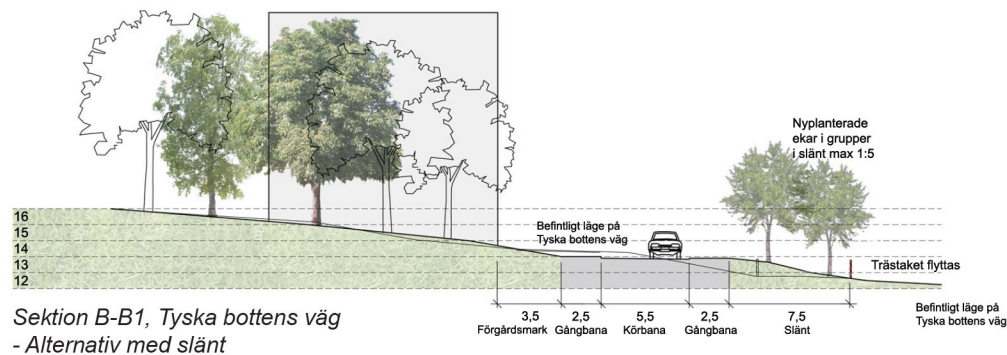 Nyplanterade
ekar i grupper
i slänt max 1:5
16
15
14
13
12
Befintligt läge på
Tyska bottens väg
Trästaket flyttas
3,5
2,5
5,5
2,5
7,5
Förgårdsmark
Gångbana
Körbana
Gångbana
Slänt
Befintligt läge på
Tyska bottens väg
Sektion B-B1, Tyska bottens väg
- Alternativ med slänt